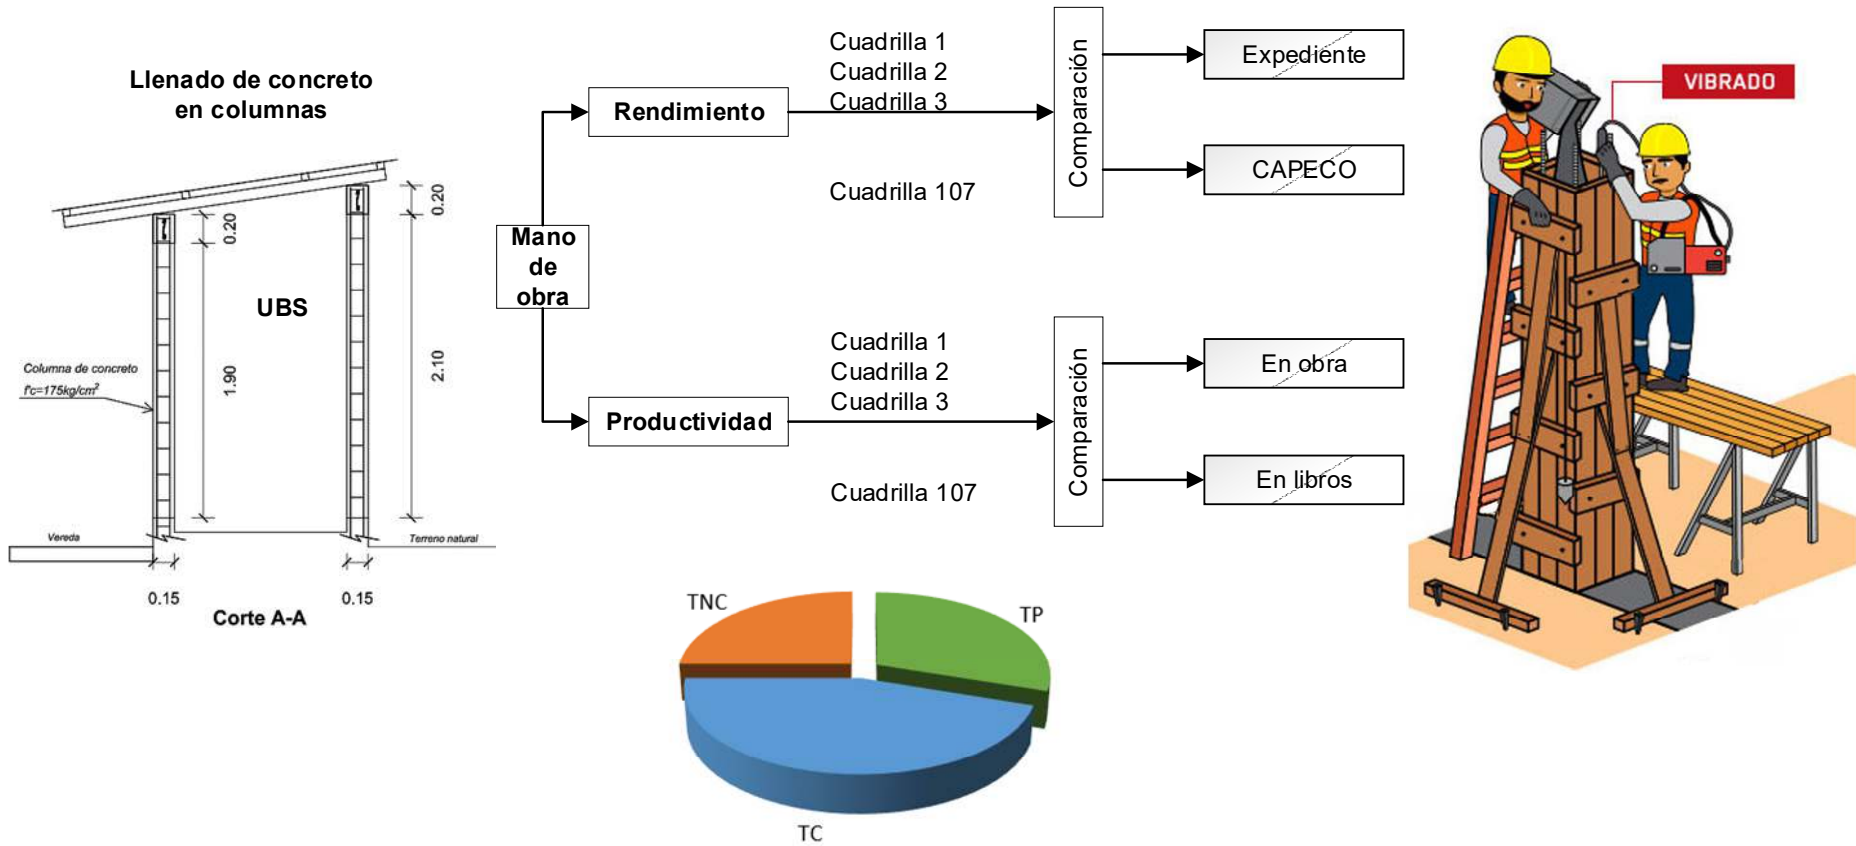 Llenado de concreto
en columnas
0.20
0.20
UBS
1.90
2.10
Columna de concreto
f'c=175kg/cm²
Vereda
Terreno natural
0.15
0.15
Corte A-A
Mano
de
obra
Rendimiento
Cuadrilla 1
Cuadrilla 2
Cuadrilla 3
Cuadrilla 107
Comparación
Expediente
CAPECO
Productividad
Cuadrilla 1
Cuadrilla 2
Cuadrilla 3
Cuadrilla 107
Comparación
En obra
En libros
TNC
TP
TC
VIBRADO